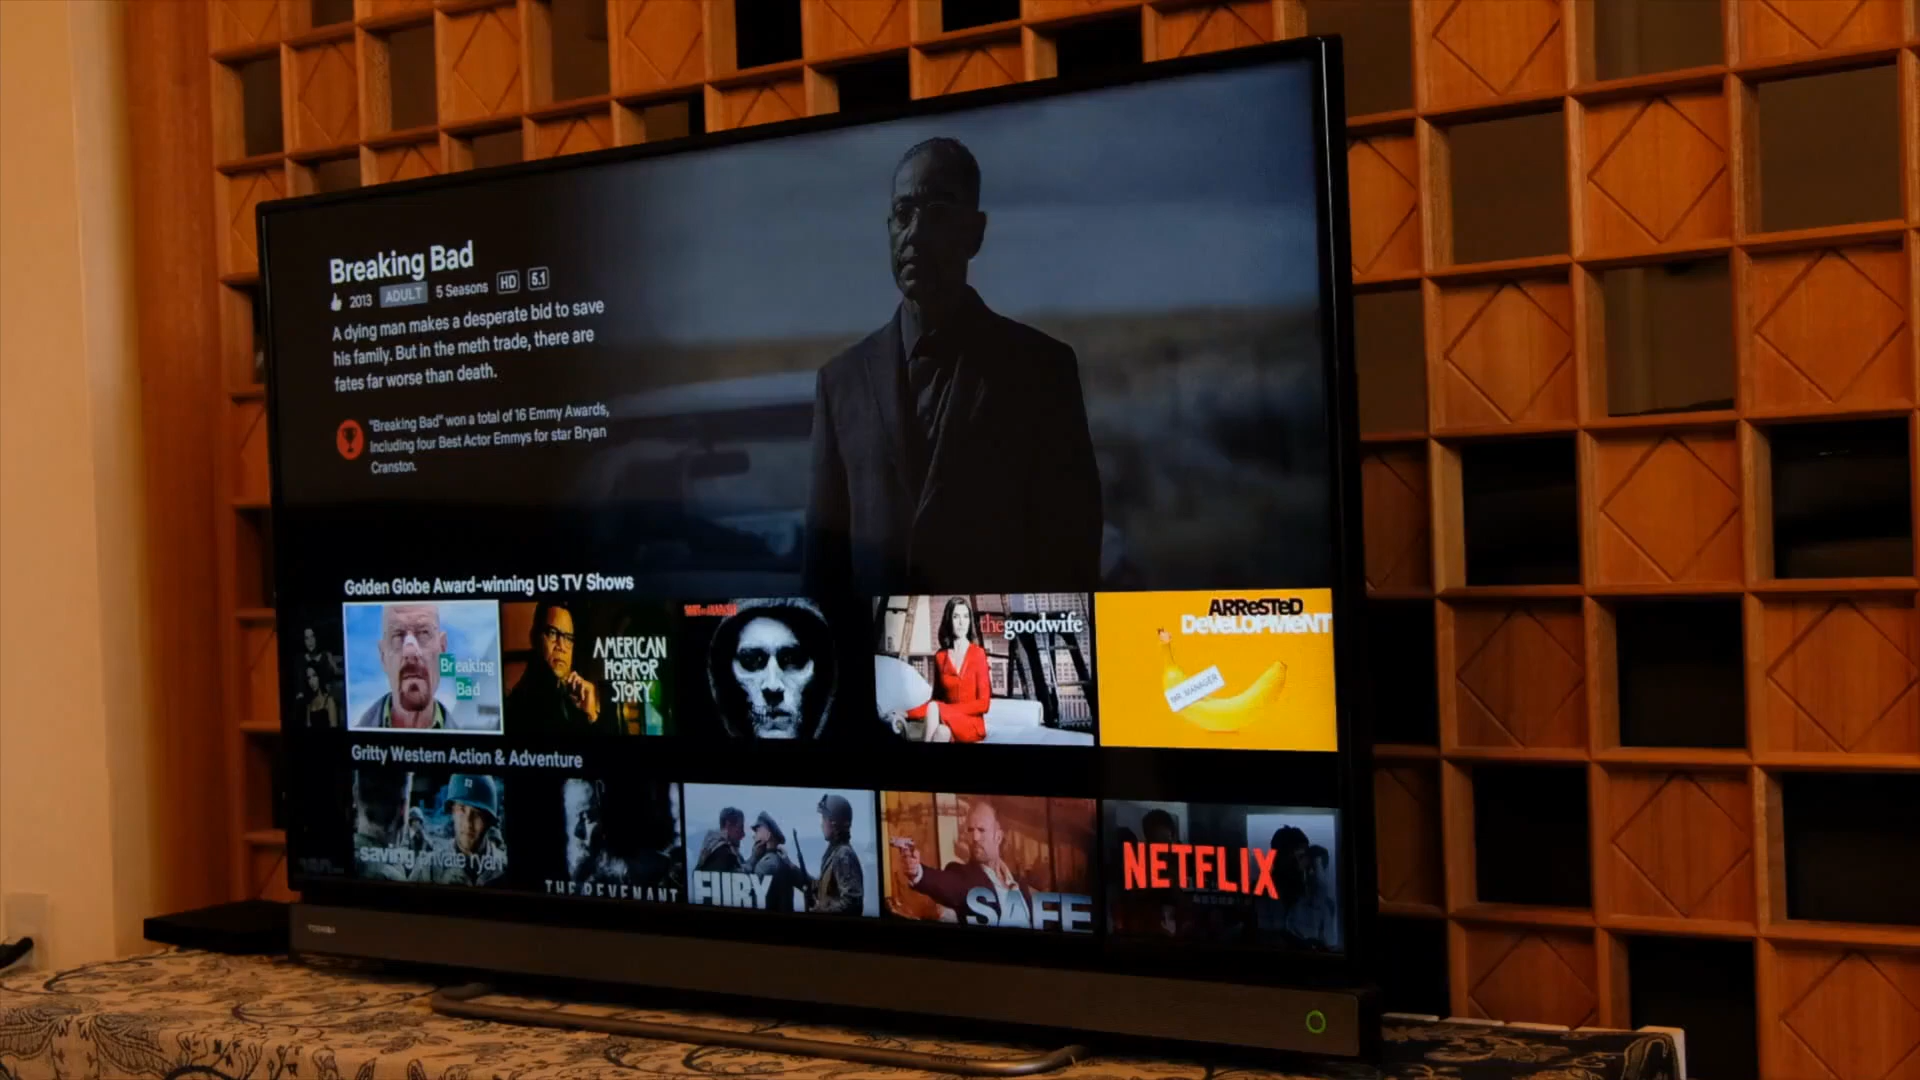 Breaking Bad
2013 ADULT 5 Seasons HD 5.1
A dying man makes a desperate bid to save
his family. But in the meth trade, there are
fates far worse than death.
"Breaking Bad" won a total of 16 Emmy Awards,
including four Best Actor Emmys for star Bryan
Cranston.
Golden Globe Award-winning US TV Shows
Breaking
Bad
AMERICAN
HORROR
STORY
SONS OF ANARCHY
thegoodwife
ARReSTeD
DeVeLOPMeNT
MR. MANAGER
Gritty Western Action & Adventure
saving private ryan
THE REVENANT
FURY
SAFE
NETFLIX
TOSHIBA